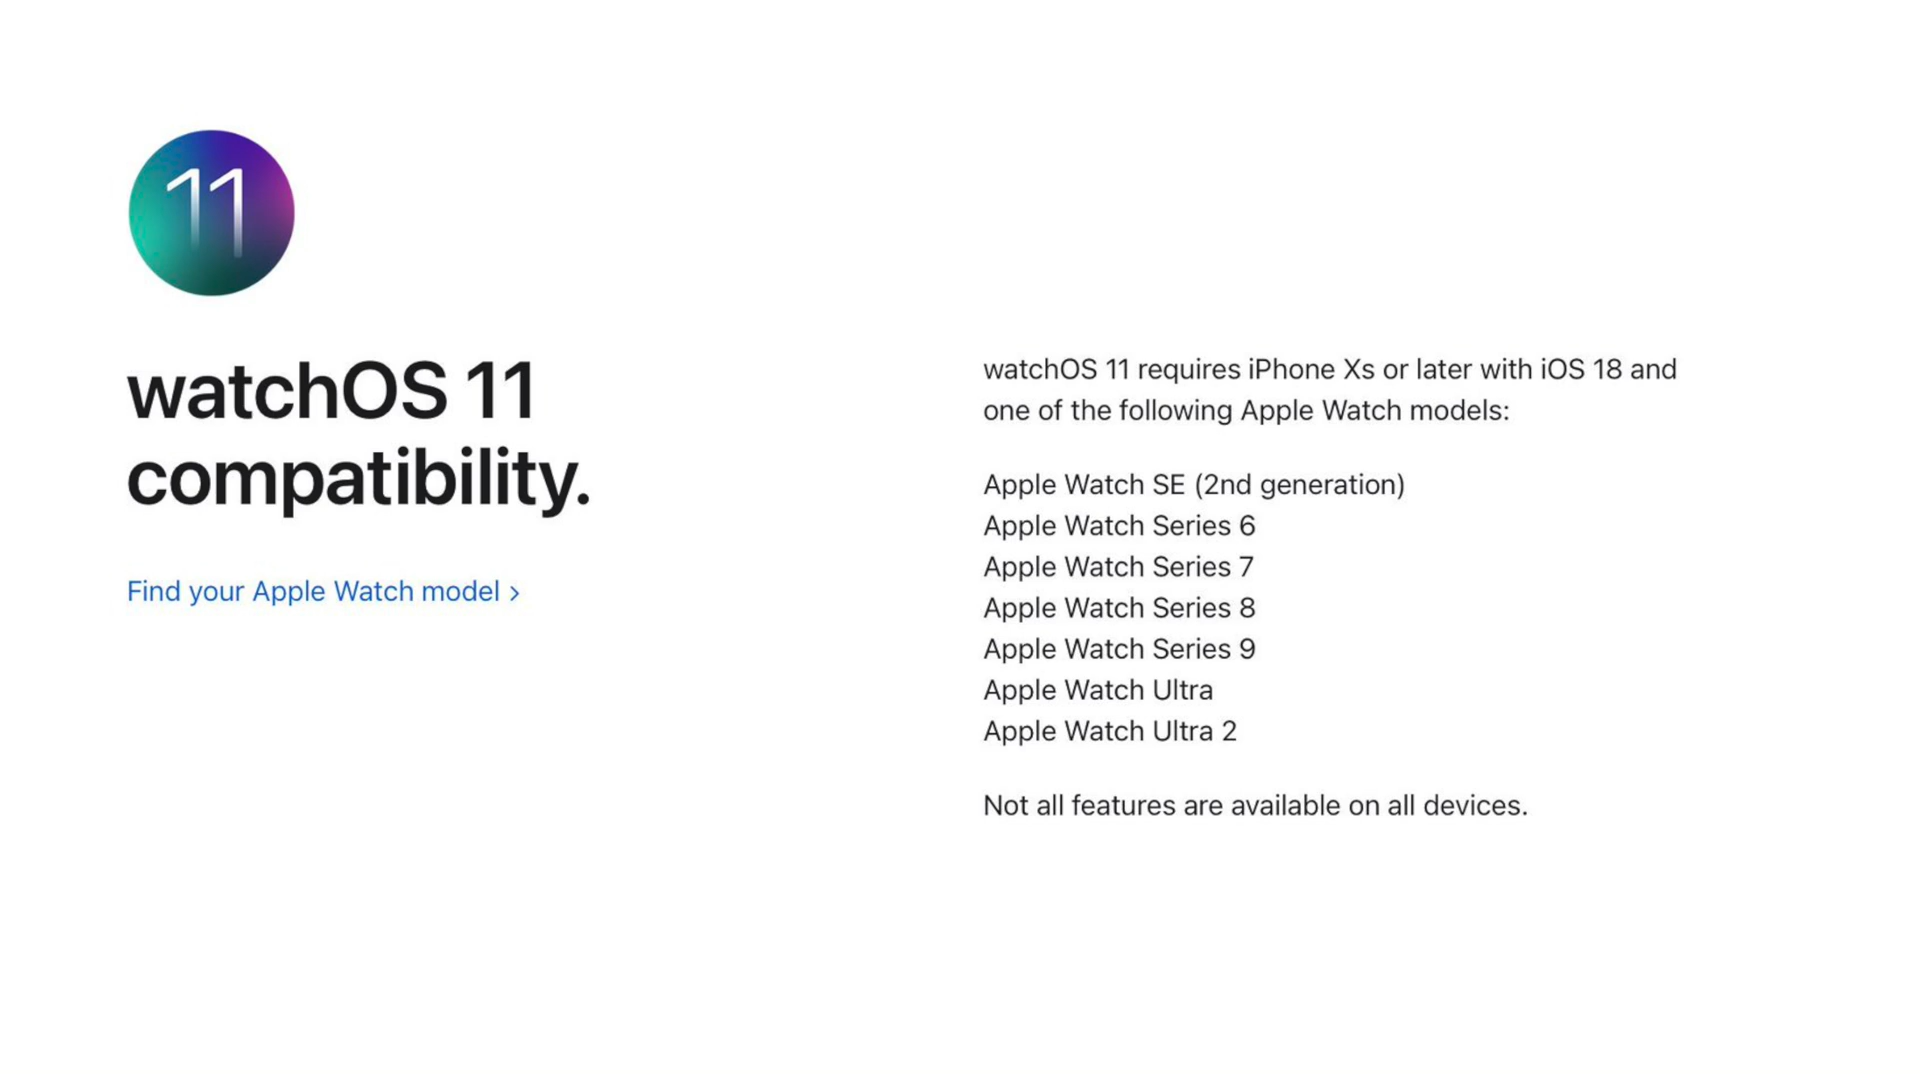 11
watchOS 11
compatibility.
Find your Apple Watch model >
watchOS 11 requires iPhone Xs or later with iOS 18 and
one of the following Apple Watch models:
Apple Watch SE (2nd generation)
Apple Watch Series 6
Apple Watch Series 7
Apple Watch Series 8
Apple Watch Series 9
Apple Watch Ultra
Apple Watch Ultra 2
Not all features are available on all devices.